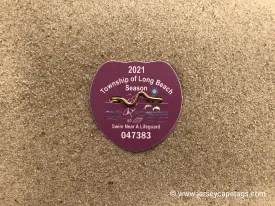 2021
Township of Long Beach
Season
Swim Near A Lifeguard
047383
© www.jerseycapetags.com